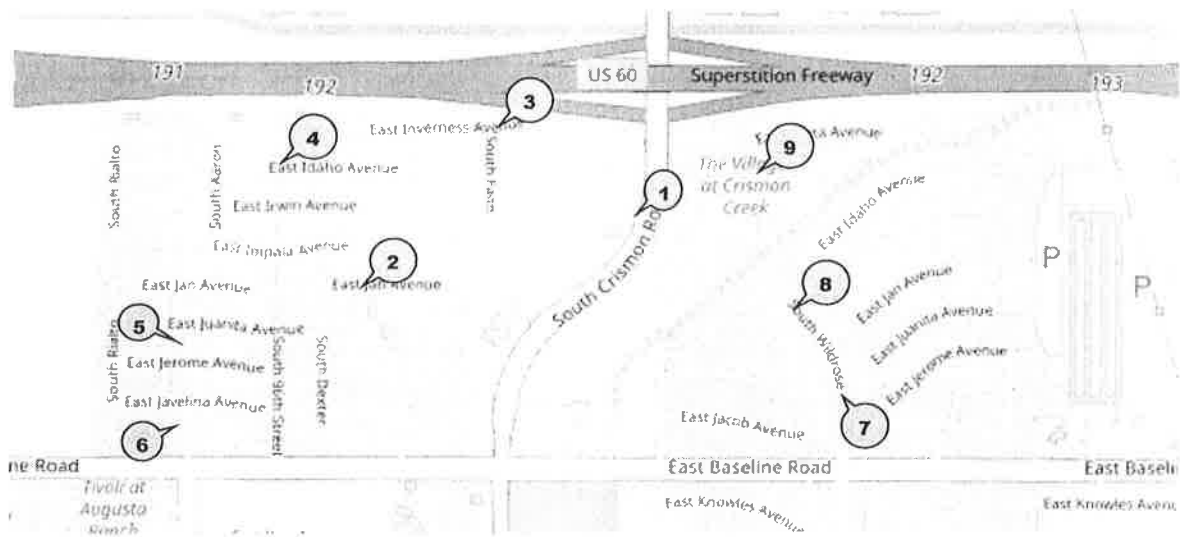 191
192
US 60
Superstition Freeway
192
193
3
East Inverness Avenue
4
East Idaho Avenue
South Rialto
South Aaron
South Farm
Avenue
9
The Villag
at Crismon
Creek
1
East Irwin Avenue
East Idaho Avenue
East Impala Avenue
2
South Crismon Road
P
P
East Jan Avenue
East Jan Avenue
8
East Jan Avenue
5
East Juanita Avenue
South Wildrose
East Juanita Avenue
South Rialto
East Jerome Avenue
South 96th Street
South Dexter
East Jerome Avenue
East Javelina Avenue
6
East Jacob Avenue
7
ne Road
East Baseline Road
East Baseli
Tivoli at
Augusta
Ranch
East Knowles Avenue
East Knowles Avenu